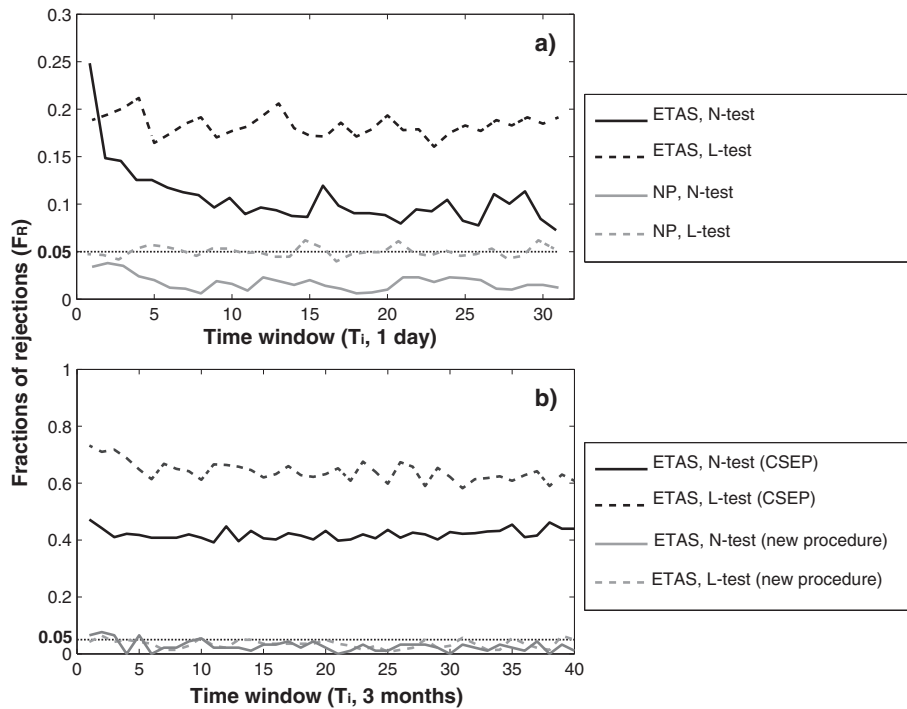 Fractions of rejections (FR)
0.3
0.25
0.2
0.15
0.1
0.05
0
a)
0 5 10 15 20 25 30
Time window (Ti, 1 day)
ETAS, N-test
ETAS, L-test
NP, N-test
NP, L-test
1
0.8
0.6
0.4
0.2
0.05
0
b)
0 5 10 15 20 25 30 35 40
Time window (Ti, 3 months)
ETAS, N-test (CSEP)
ETAS, L-test (CSEP)
ETAS, N-test (new procedure)
ETAS, L-test (new procedure)